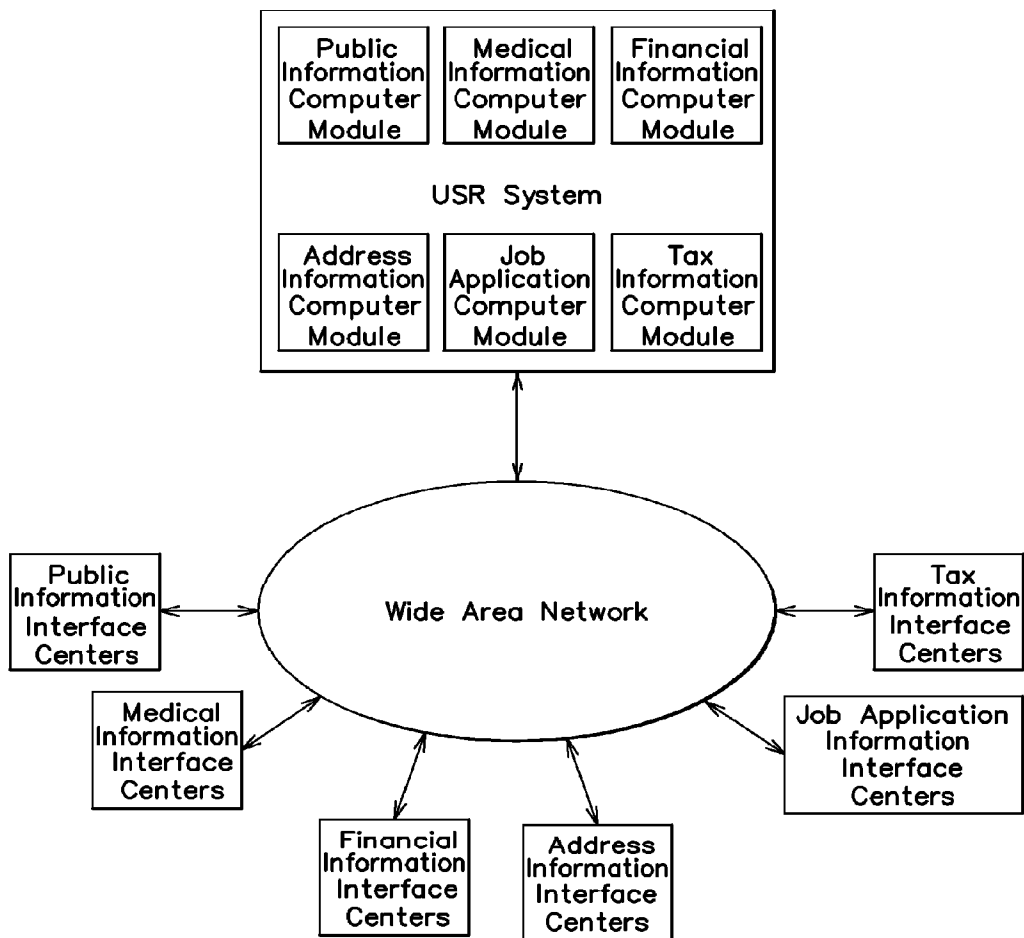 Public
Information
Computer
Module
Medical
Information
Computer
Module
Financial
Information
Computer
Module
USR System
Address
Information
Computer
Module
Job
Application
Computer
Module
Tax
Information
Computer
Module
Wide Area Network
Public
Information
Interface
Centers
Medical
Information
Interface
Centers
Financial
Information
Interface
Centers
Address
Information
Interface
Centers
Job Application
Information
Interface
Centers
Tax
Information
Interface
Centers